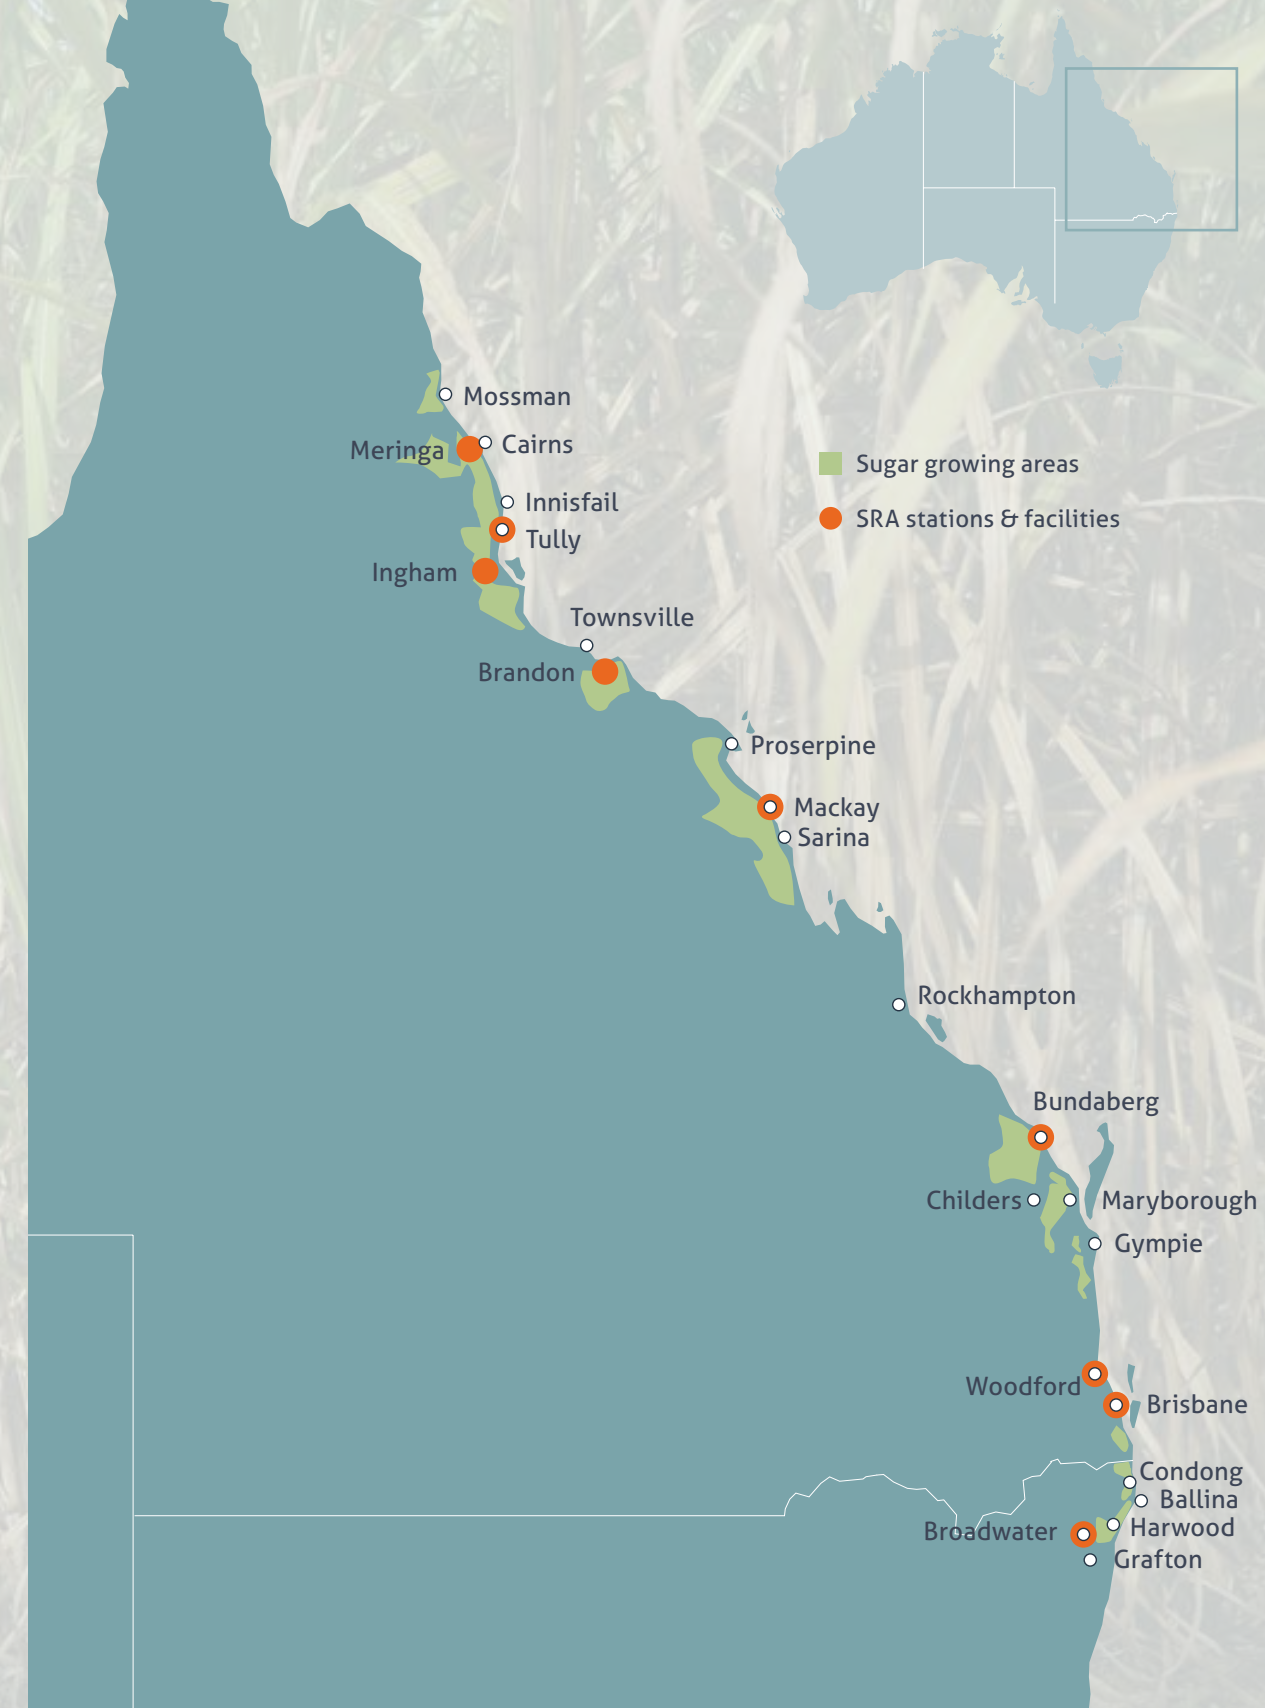 Mossman
Meringa
Cairns
Sugar growing areas
Innisfail
SRA stations & facilities
Tully
Ingham
Townsville
Brandon
Proserpine
Mackay
Sarina
Rockhampton
Bundaberg
Childers
Maryborough
Gympie
Woodford
Brisbane
Condong
Ballina
Harwood
Broadwater
Grafton